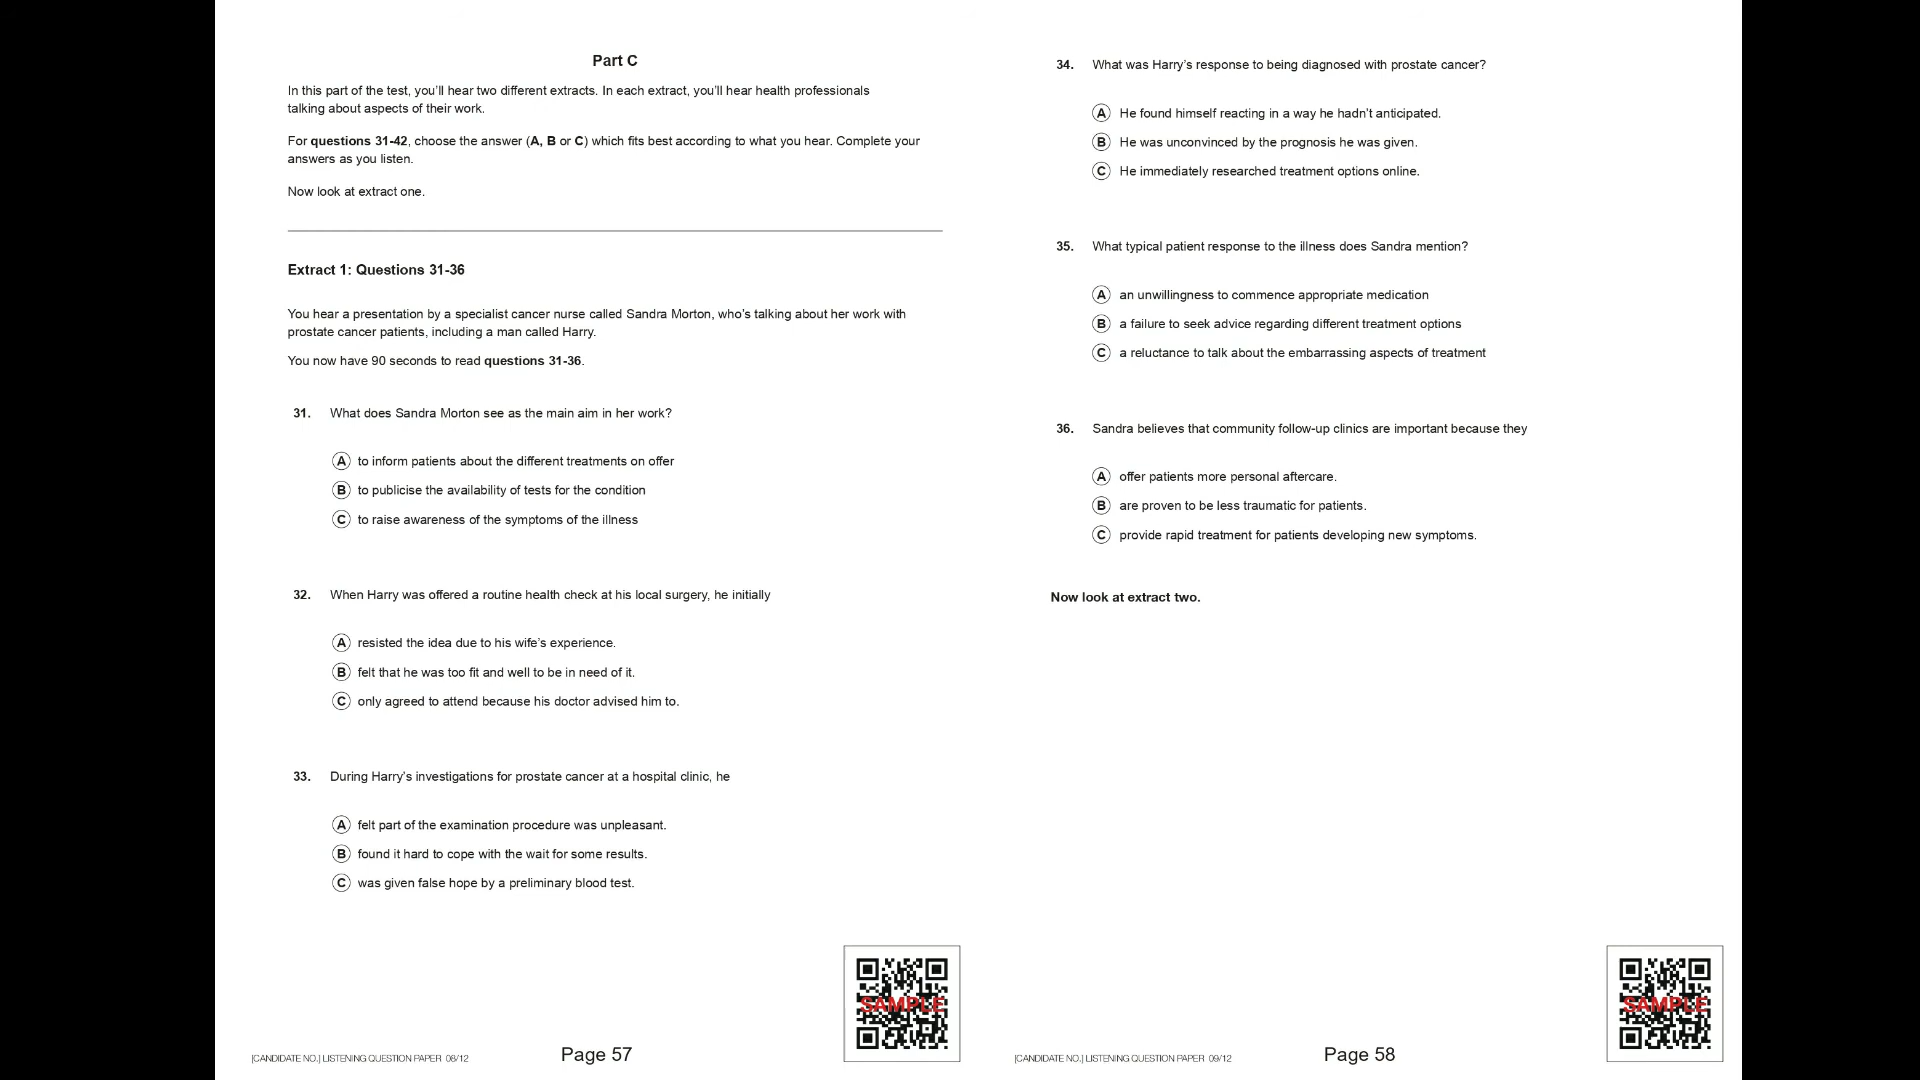 Part C
In this part of the test, you'll hear two different extracts. In each extract, you'll hear health professionals
talking about aspects of their work.
For questions 31-42, choose the answer (A, B or C) which fits best according to what you hear. Complete your
answers as you listen.
Now look at extract one.
Extract 1: Questions 31-36
You hear a presentation by a specialist cancer nurse called Sandra Morton, who's talking about her work with
prostate cancer patients, including a man called Harry.
You now have 90 seconds to read questions 31-36.
31. What does Sandra Morton see as the main aim in her work?
A to inform patients about the different treatments on offer
B to publicise the availability of tests for the condition
C to raise awareness of the symptoms of the illness
32. When Harry was offered a routine health check at his local surgery, he initially
A resisted the idea due to his wife's experience.
B felt that he was too fit and well to be in need of it.
C only agreed to attend because his doctor advised him to.
33. During Harry's investigations for prostate cancer at a hospital clinic, he
A felt part of the examination procedure was unpleasant.
B found it hard to cope with the wait for some results.
C was given false hope by a preliminary blood test.
SAMPLE
[CANDIDATE NO.] LISTENING QUESTION PAPER 08/12
Page 57
34. What was Harry's response to being diagnosed with prostate cancer?
A He found himself reacting in a way he hadn't anticipated.
B He was unconvinced by the prognosis he was given.
C He immediately researched treatment options online.
35. What typical patient response to the illness does Sandra mention?
A an unwillingness to commence appropriate medication
B a failure to seek advice regarding different treatment options
C a reluctance to talk about the embarrassing aspects of treatment
36. Sandra believes that community follow-up clinics are important because they
A offer patients more personal aftercare.
B are proven to be less traumatic for patients.
C provide rapid treatment for patients developing new symptoms.
Now look at extract two.
SAMPLE
[CANDIDATE NO.] LISTENING QUESTION PAPER 09/12
Page 58